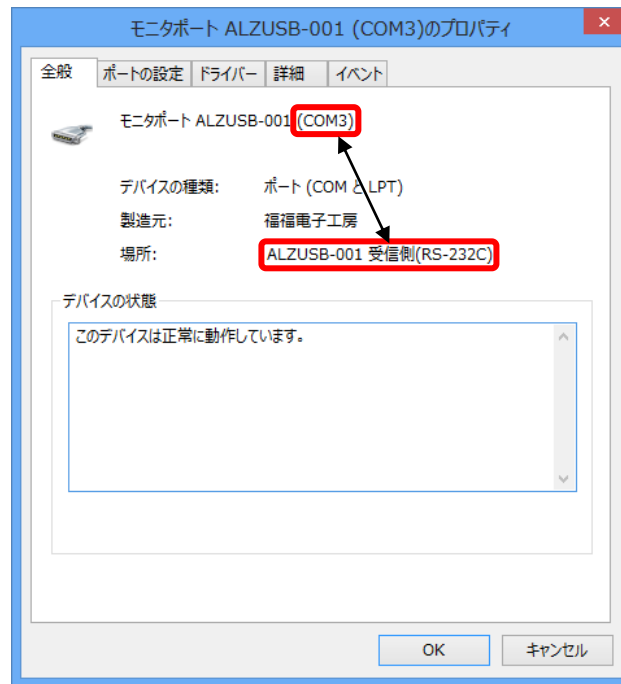 モニタポート ALZUSB-001 (COM3)のプロパティ
×
全般 ポートの設定 ドライバー 詳細 イベント
モニタポート ALZUSB-001 (COM3)
デバイスの種類: ポート (COM と LPT)
製造元: 福福電子工房
場所: ALZUSB-001 受信側(RS-232C)
デバイスの状態
このデバイスは正常に動作しています。
OK キャンセル